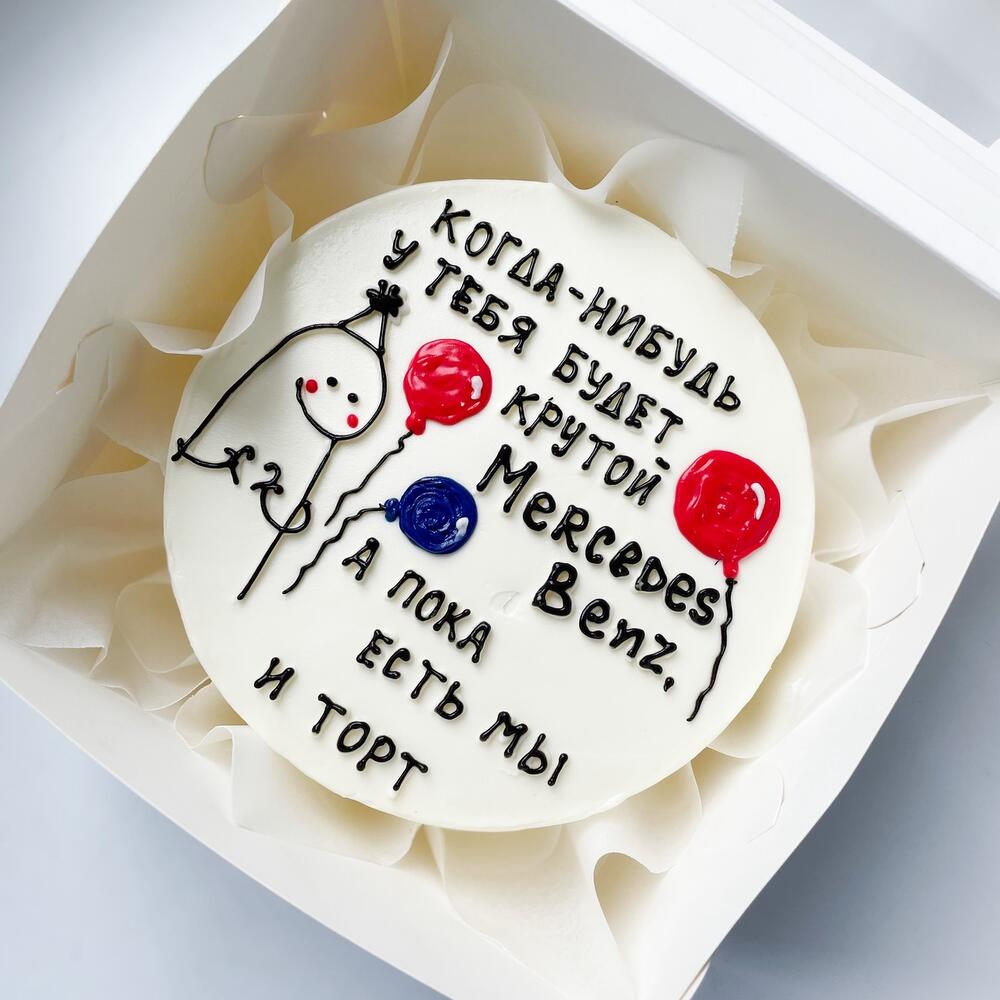 КОГДА-НИБУДЬ
У ТЕБЯ БУДЕТ
КРУТОЙ
Mercedes
Benz,
А ПОКА
ЕСТЬ МЫ
И ТОРТ